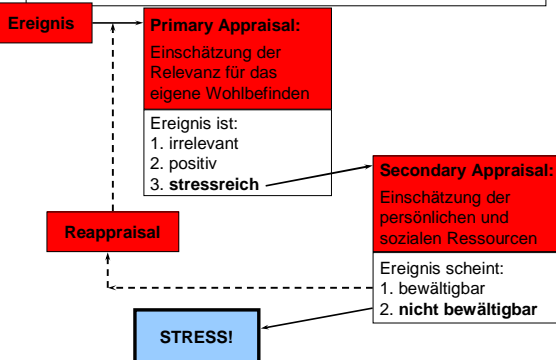 Ereignis
Primary Appraisal:
Einschätzung der
Relevanz für das
eigene Wohlbefinden
Ereignis ist:
1. irrelevant
2. positiv
3. stressreich
Secondary Appraisal:
Einschätzung der
persönlichen und
sozialen Ressourcen
Ereignis scheint:
1. bewältigbar
2. nicht bewältigbar
Reappraisal
STRESS!